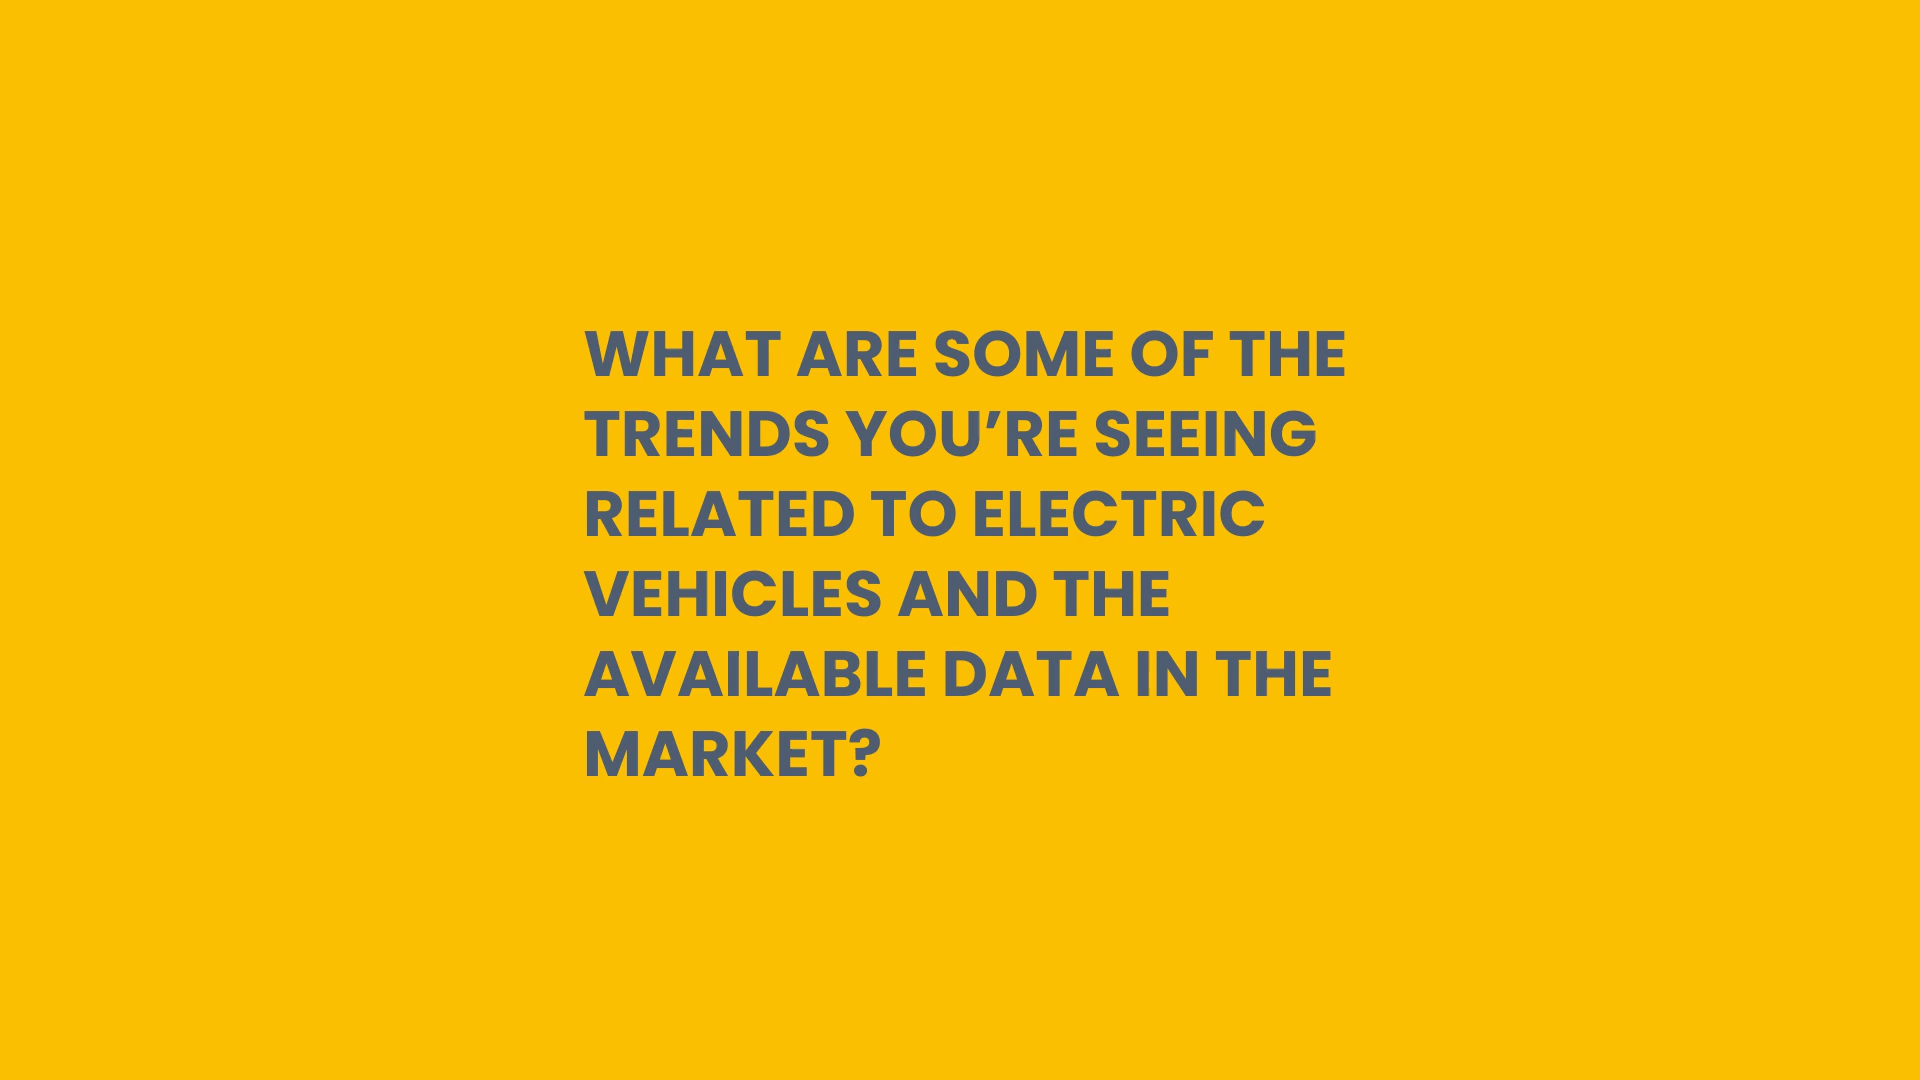 WHAT ARE SOME OF THE
TRENDS YOU’RE SEEING
RELATED TO ELECTRIC
VEHICLES AND THE
AVAILABLE DATA IN THE
MARKET?